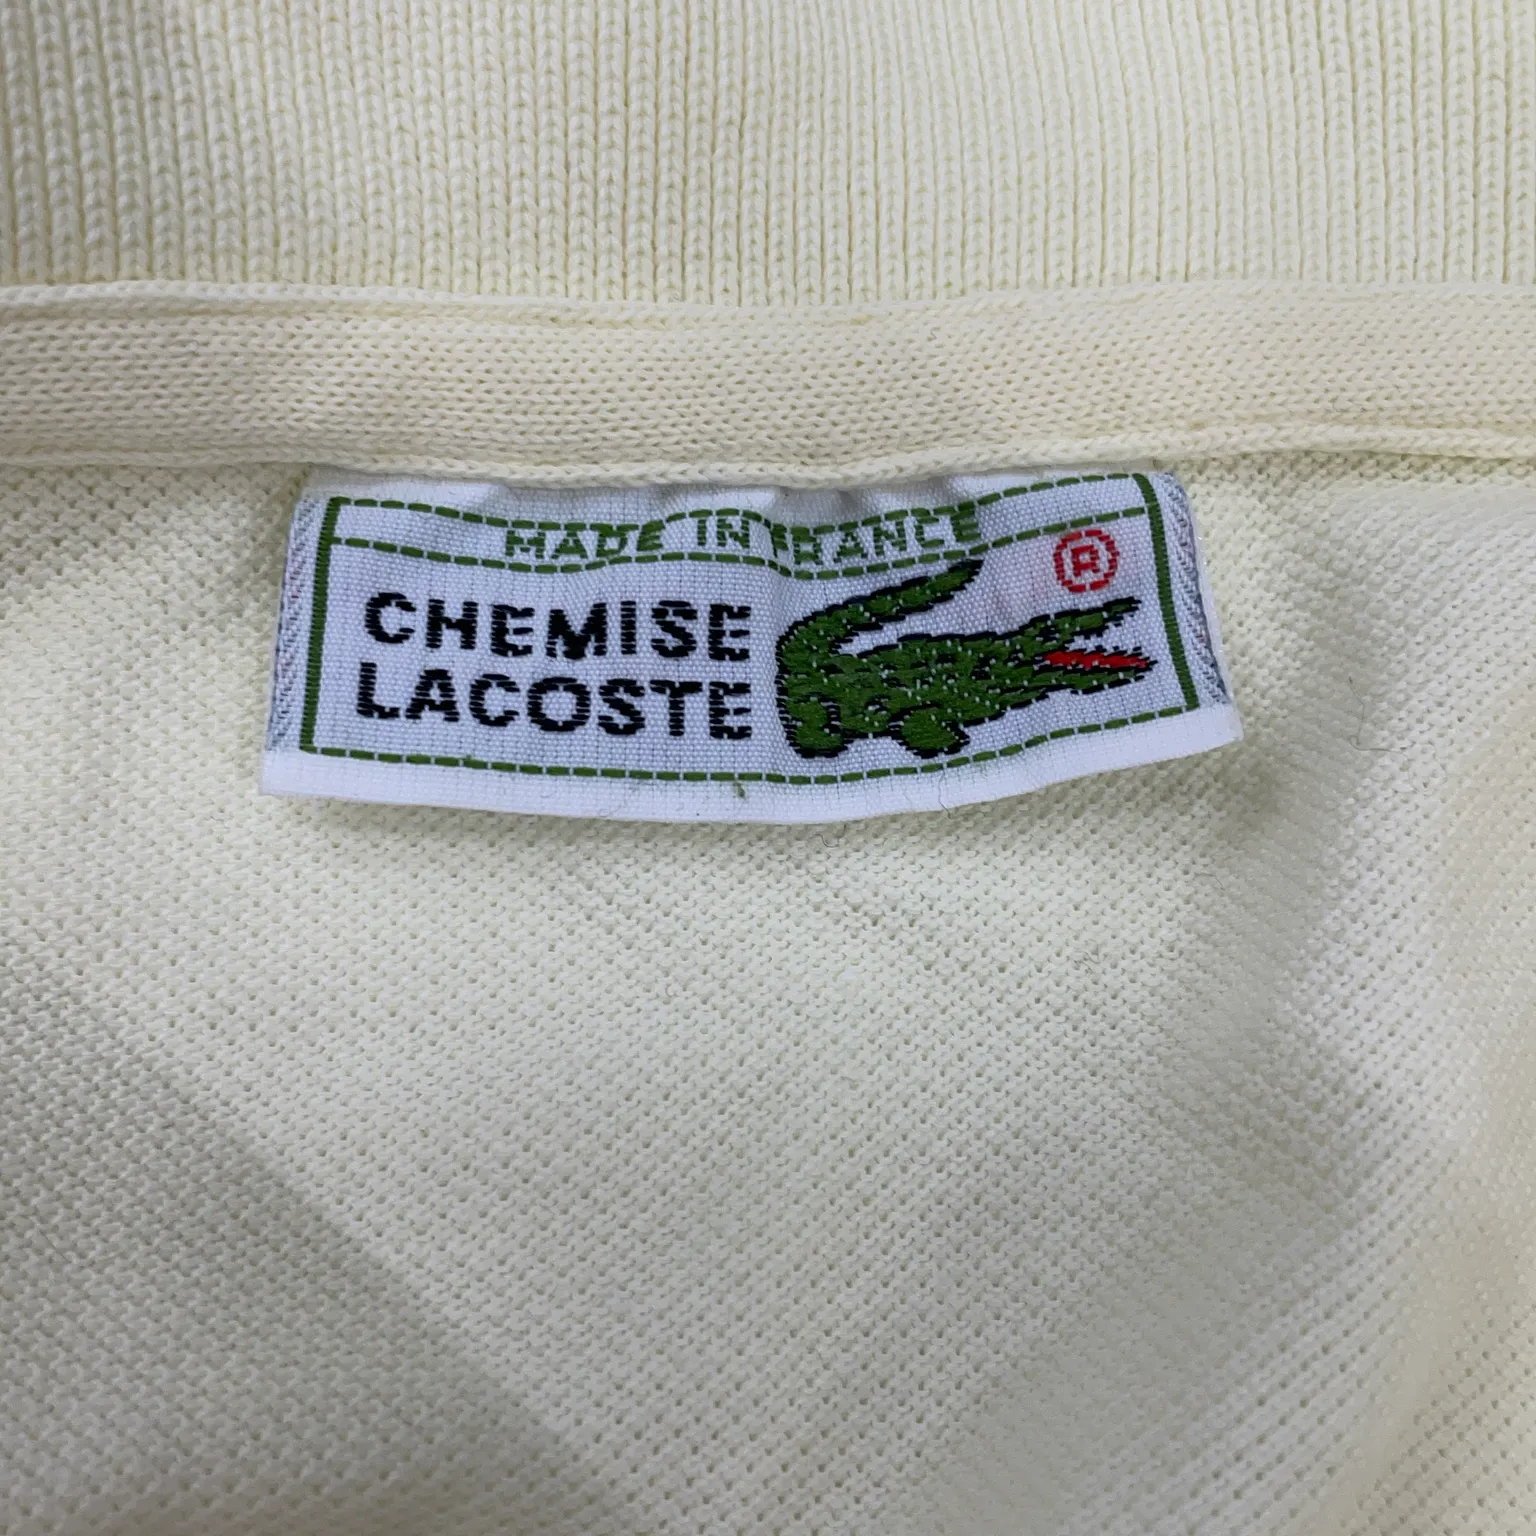 MADE IN FRANCE
®
CHEMISE
LACOSTE